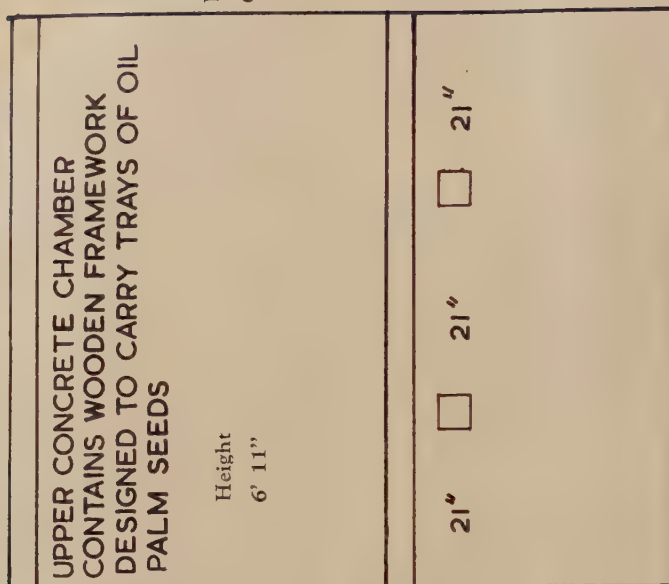 UPPER CONCRETE CHAMBER
CONTAINS WOODEN FRAMEWORK
DESIGNED TO CARRY TRAYS OF OIL
PALM SEEDS
Height
6' 11"
21" 21" 21"